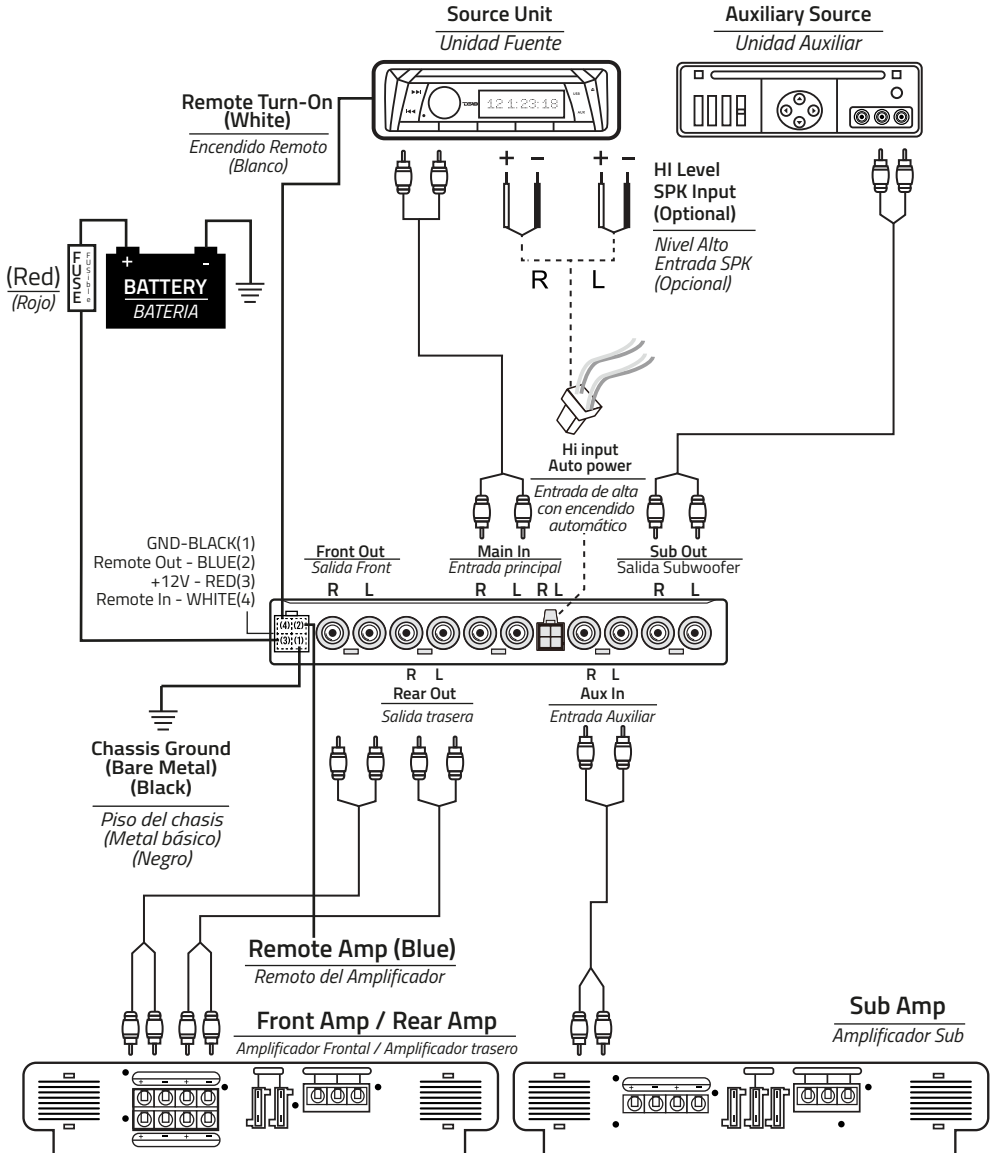 Source Unit
Unidad Fuente
Auxiliary Source
Unidad Auxiliar
12 1:23:18
USB
AUX
Remote Turn-On
(White)
Encendido Remoto
(Blanco)
+ - + -
R L
HI Level
SPK Input
(Optional)
Nivel Alto
Entrada SPK
(Opcional)
(Red)
(Rojo)
FUSE
FUSible
+ -
BATTERY
BATERIA
Hi input
Auto power
Entrada de alta
con encendido
automático
GND-BLACK(1)
Remote Out - BLUE(2)
+12V - RED(3)
Remote In - WHITE(4)
Front Out
Salida Front
R L
Main In
Entrada principal
R L R L
Sub Out
Salida Subwoofer
R L
(4) (2)
(3) (1)
R L
Rear Out
Salida trasera
R L
Aux In
Entrada Auxiliar
Chassis Ground
(Bare Metal)
(Black)
Piso del chasis
(Metal básico)
(Negro)
Remote Amp (Blue)
Remoto del Amplificador
Front Amp / Rear Amp
Amplificador Frontal / Amplificador trasero
Sub Amp
Amplificador Sub
+ - + -
+ - + -
+ - + -